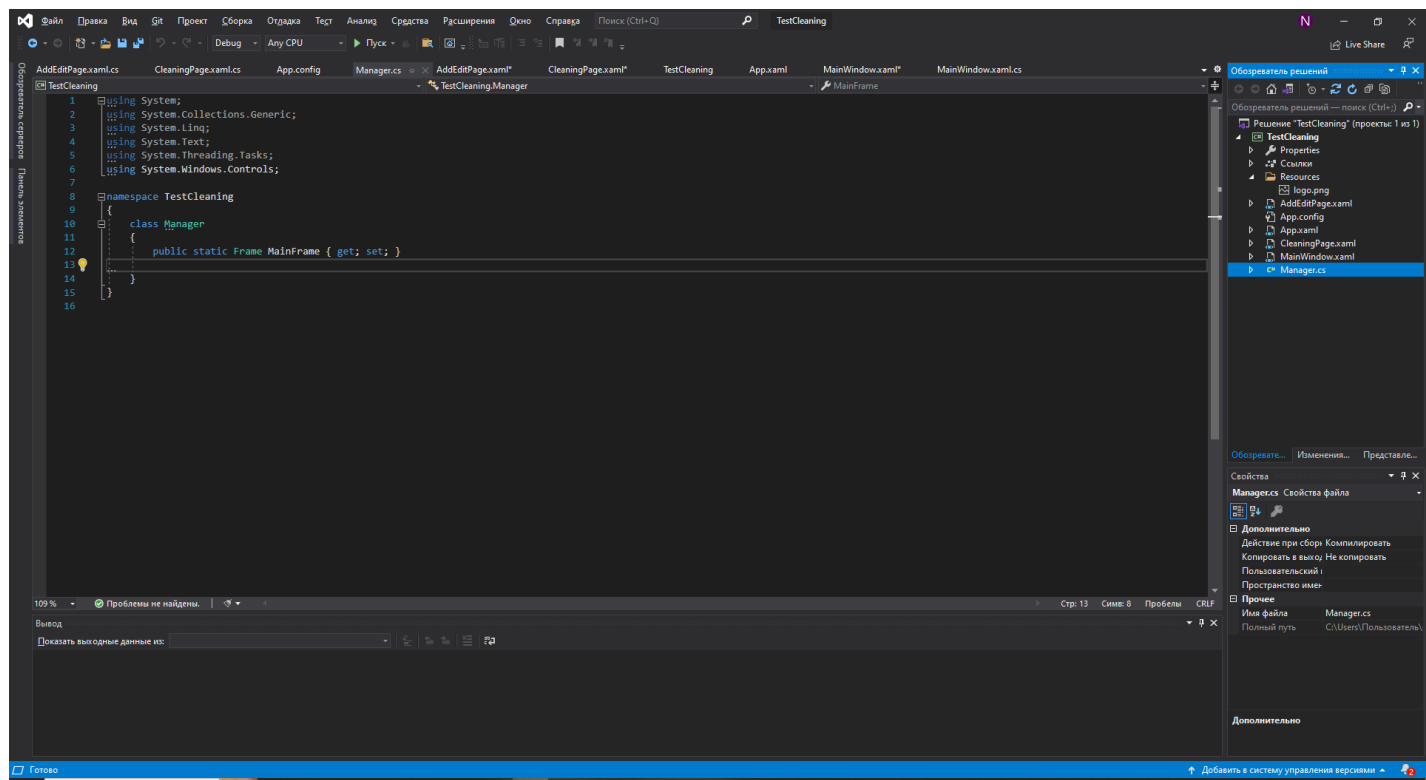 Файл Правка Вид Git Проект Сборка Отладка Тест Анализ Средства Расширения Окно Справка Поиск (Ctrl+Q) TestCleaning N
Debug Any CPU Пуск Live Share
AddEditPage.xaml.cs CleaningPage.xaml.cs App.config Manager.cs AddEditPage.xaml* CleaningPage.xaml* TestCleaning App.xaml MainWindow.xaml* MainWindow.xaml.cs
TestCleaning TestCleaning.Manager MainFrame
Обозреватель серверов
Панель элементов
1 using System;
2 using System.Collections.Generic;
3 using System.Linq;
4 using System.Text;
5 using System.Threading.Tasks;
6 using System.Windows.Controls;
7
8 namespace TestCleaning
9 {
10 class Manager
11 {
12 public static Frame MainFrame { get; set; }
13
14 }
15 }
16
109 % Проблемы не найдены. Стр: 13 Симв: 8 Пробелы CRLF
Вывод
Показать выходные данные из:
Обозреватель решений
Обозреватель решений — поиск (Ctrl+;)
Решение "TestCleaning" (проекты: 1 из 1)
TestCleaning
Properties
Ссылки
Resources
logo.png
AddEditPage.xaml
App.config
App.xaml
CleaningPage.xaml
MainWindow.xaml
C# Manager.cs
Обозревате... Изменения... Представле...
Свойства
Manager.cs Свойства файла
Дополнительно
Действие при сбор Компилировать
Копировать в выхо Не копировать
Пользовательский
Пространство име
Прочее
Имя файла Manager.cs
Полный путь C:\Users\Пользователь\
Дополнительно
Готово Добавить в систему управления версиями 2